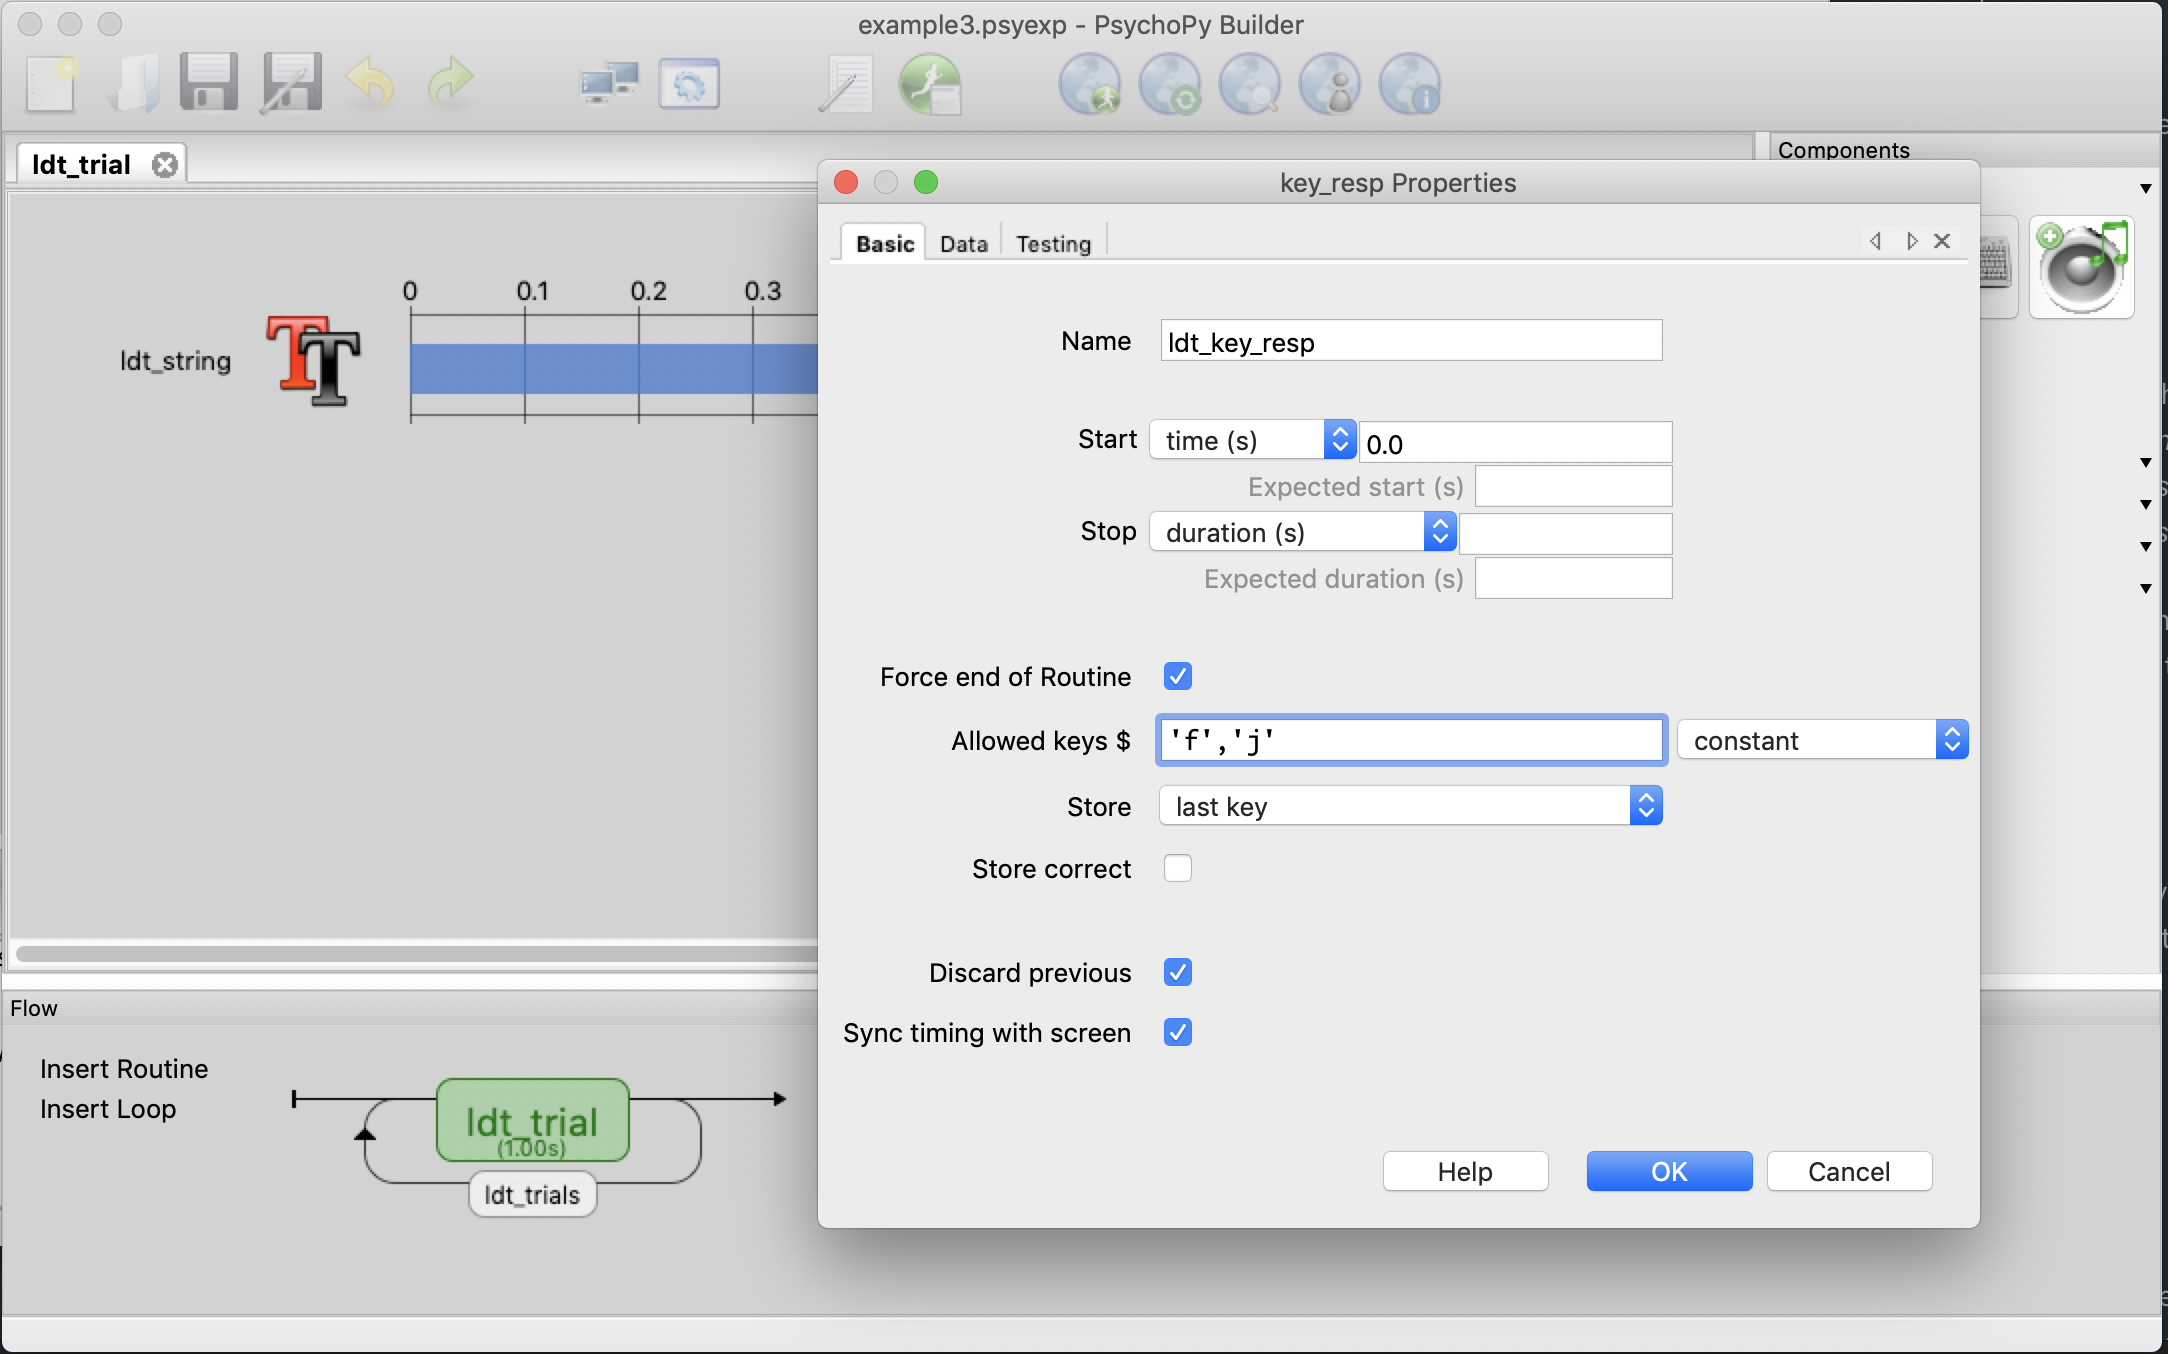 example3.psyexp - PsychoPy Builder
ldt_trial
Components
key_resp Properties
Basic Data Testing
0 0.1 0.2 0.3
ldt_string
Name ldt_key_resp
Start time (s) 0.0
Expected start (s)
Stop duration (s)
Expected duration (s)
Force end of Routine
Allowed keys $ 'f','j' constant
Store last key
Store correct
Discard previous
Sync timing with screen
Help OK Cancel
Flow
Insert Routine
Insert Loop
ldt_trial
(1.00s)
ldt_trials